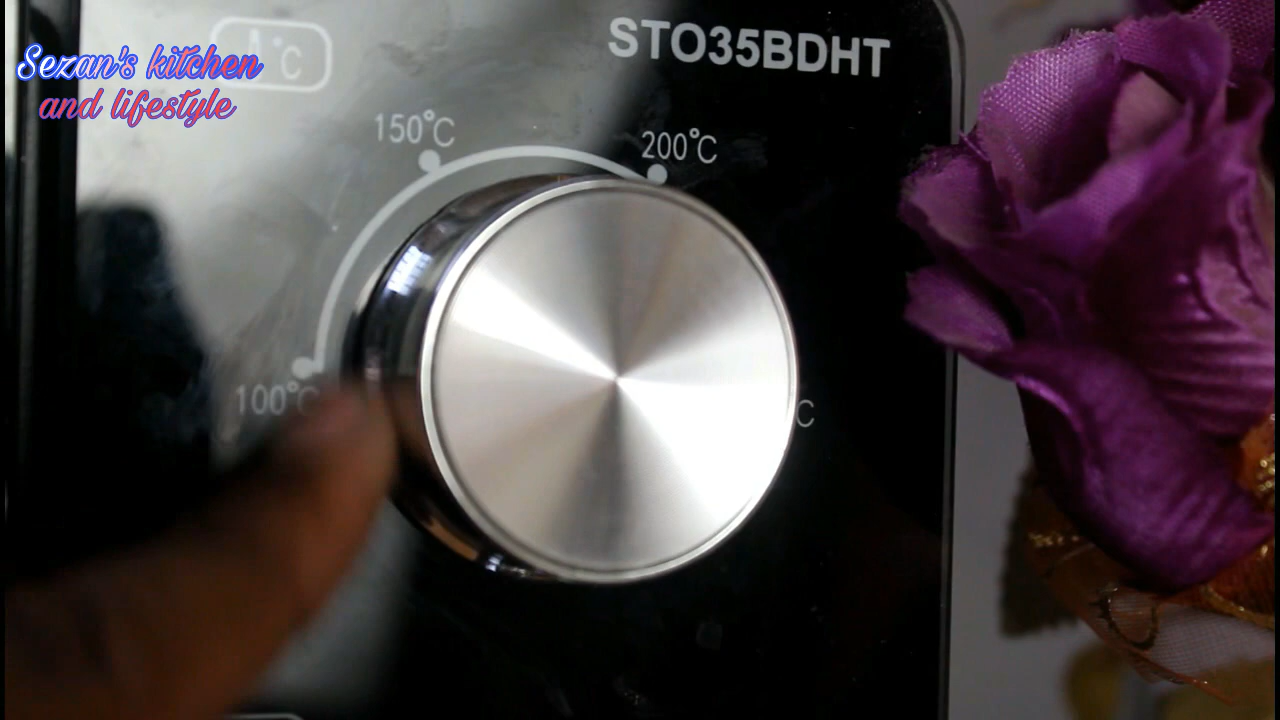 Sezan's kitchen
and lifestyle
STO35BDHT
°C
150°C
200°C
100°C
C